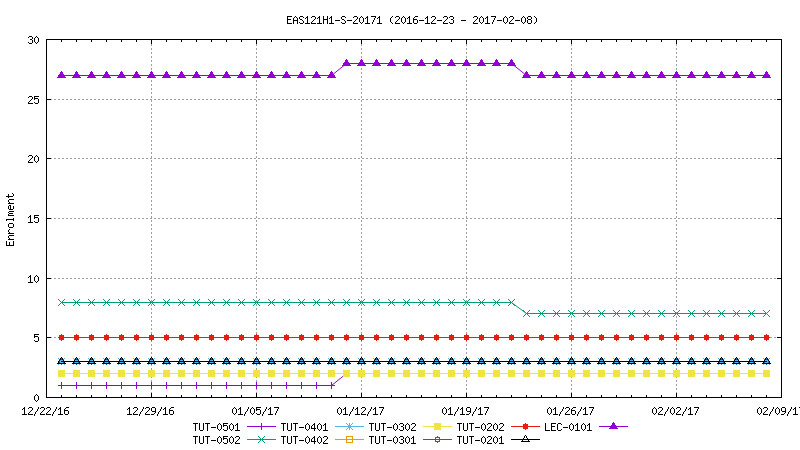 EAS121H1-S-20171 (2016-12-23 - 2017-02-08)
30
25
20
15
10
5
0
Enrolment
12/22/16 12/29/16 01/05/17 01/12/17 01/19/17 01/26/17 02/02/17 02/09/1
TUT-0501 TUT-0401 TUT-0302 TUT-0202 LEC-0101
TUT-0502 TUT-0402 TUT-0301 TUT-0201